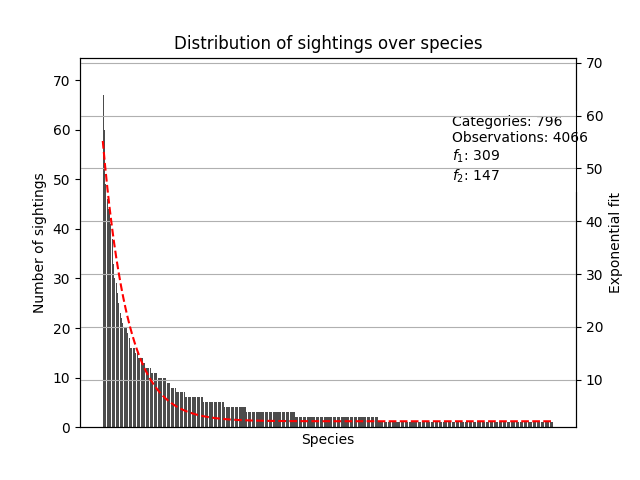 Distribution of sightings over species
Number of sightings
70
60
50
40
30
20
10
0
Categories: 796
Observations: 4066
f₁: 309
f₂: 147
70
60
50
40
30
20
10
Exponential fit
Species